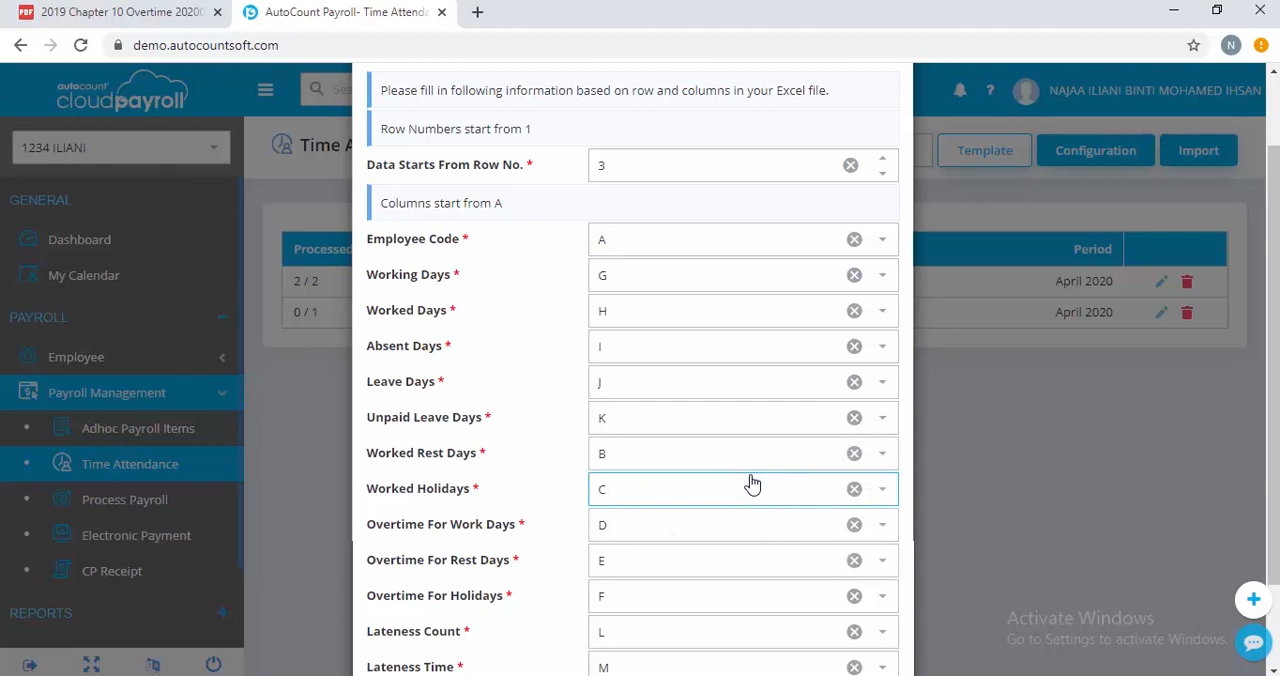 2019 Chapter 10 Overtime 20200
AutoCount Payroll- Time Attenda
demo.autocountsoft.com
N
autocount
cloudpayroll
Sea
NAJAA ILIANI BINTI MOHAMED IHSAN
1234 ILIANI
Time A
Template
Configuration
Import
GENERAL
Dashboard
My Calendar
PAYROLL
Employee
Payroll Management
Adhoc Payroll Items
Time Attendance
Process Payroll
Electronic Payment
CP Receipt
REPORTS
Please fill in following information based on row and columns in your Excel file.
Row Numbers start from 1
Data Starts From Row No. * 3
Columns start from A
Employee Code * A
Working Days * G
Worked Days * H
Absent Days * I
Leave Days * J
Unpaid Leave Days * K
Worked Rest Days * B
Worked Holidays * C
Overtime For Work Days * D
Overtime For Rest Days * E
Overtime For Holidays * F
Lateness Count * L
Lateness Time * M
Processed Period
2 / 2 April 2020
0 / 1 April 2020
Activate Windows
Go to Settings to activate Windows.